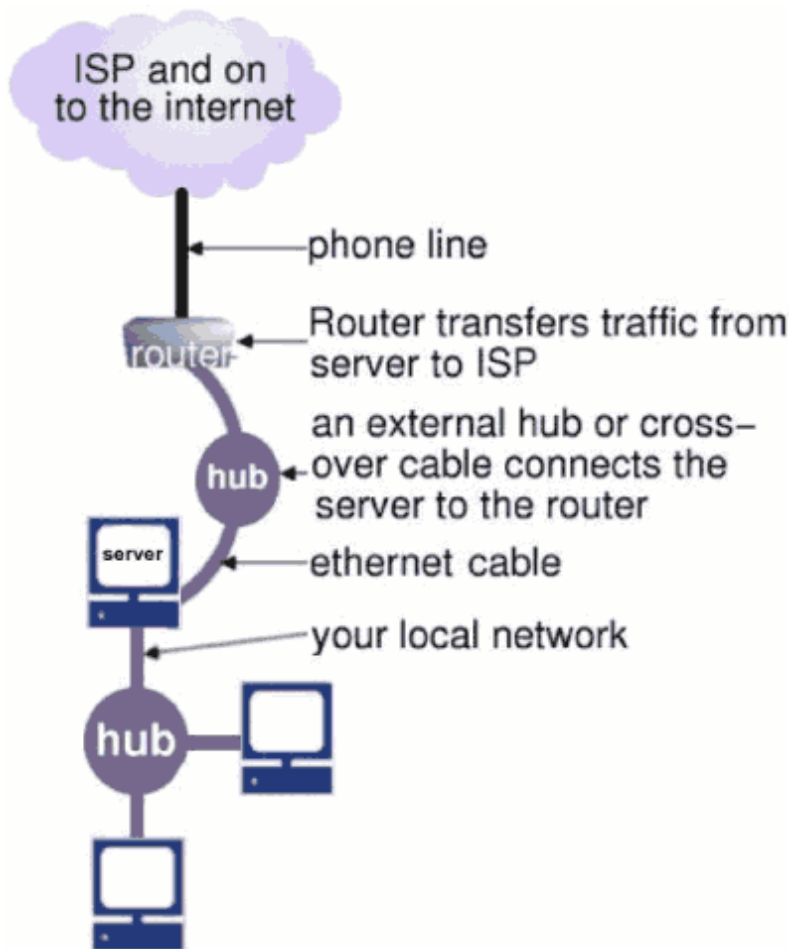 ISP and on
to the internet
phone line
Router transfers traffic from
server to ISP
router
an external hub or cross-
over cable connects the
server to the router
hub
server
ethernet cable
your local network
hub